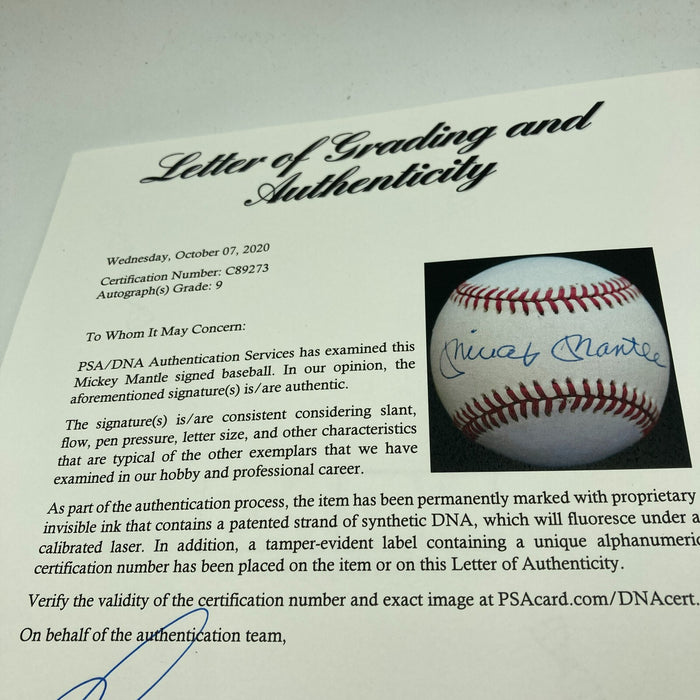 Letter of Grading and
Authenticity
Wednesday, October 07, 2020
Certification Number: C89273
Autograph(s) Grade: 9
To Whom It May Concern:
PSA/DNA Authentication Services has examined this
Mickey Mantle signed baseball. In our opinion, the
aforementioned signature(s) is/are authentic.
The signature(s) is/are consistent considering slant,
flow, pen pressure, letter size, and other characteristics
that are typical of the other exemplars that we have
examined in our hobby and professional career.
Mickey Mantle
As part of the authentication process, the item has been permanently marked with proprietary
invisible ink that contains a patented strand of synthetic DNA, which will fluoresce under a
calibrated laser. In addition, a tamper-evident label containing a unique alphanumeric
certification number has been placed on the item or on this Letter of Authenticity.
Verify the validity of the certification number and exact image at PSAcard.com/DNAcert.
On behalf of the authentication team,